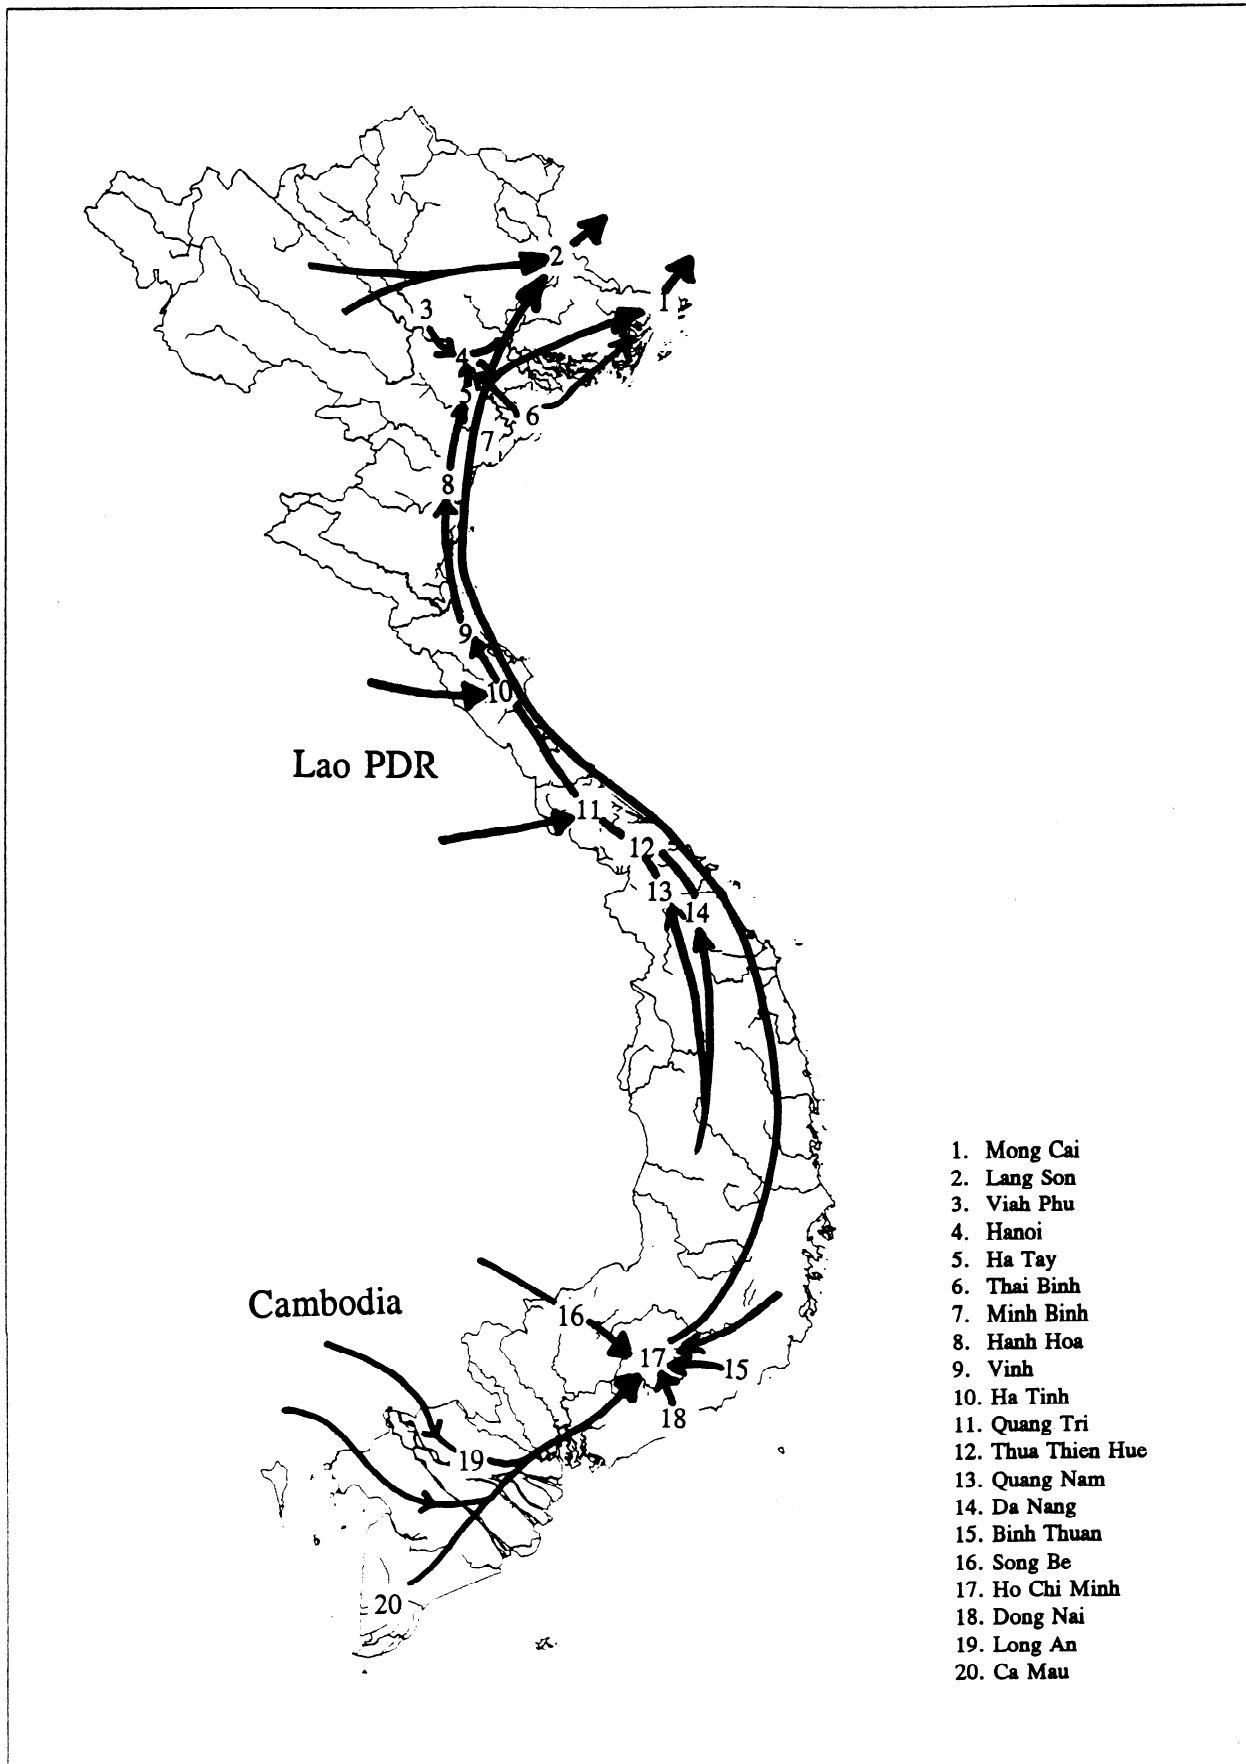 2
1
3
4
5
6
7
8
9
10
Lao PDR
11
12
13
14
Cambodia
16
17
15
18
19
20
1. Mong Cai
2. Lang Son
3. Viah Phu
4. Hanoi
5. Ha Tay
6. Thai Binh
7. Minh Binh
8. Hanh Hoa
9. Vinh
10. Ha Tinh
11. Quang Tri
12. Thua Thien Hue
13. Quang Nam
14. Da Nang
15. Binh Thuan
16. Song Be
17. Ho Chi Minh
18. Dong Nai
19. Long An
20. Ca Mau